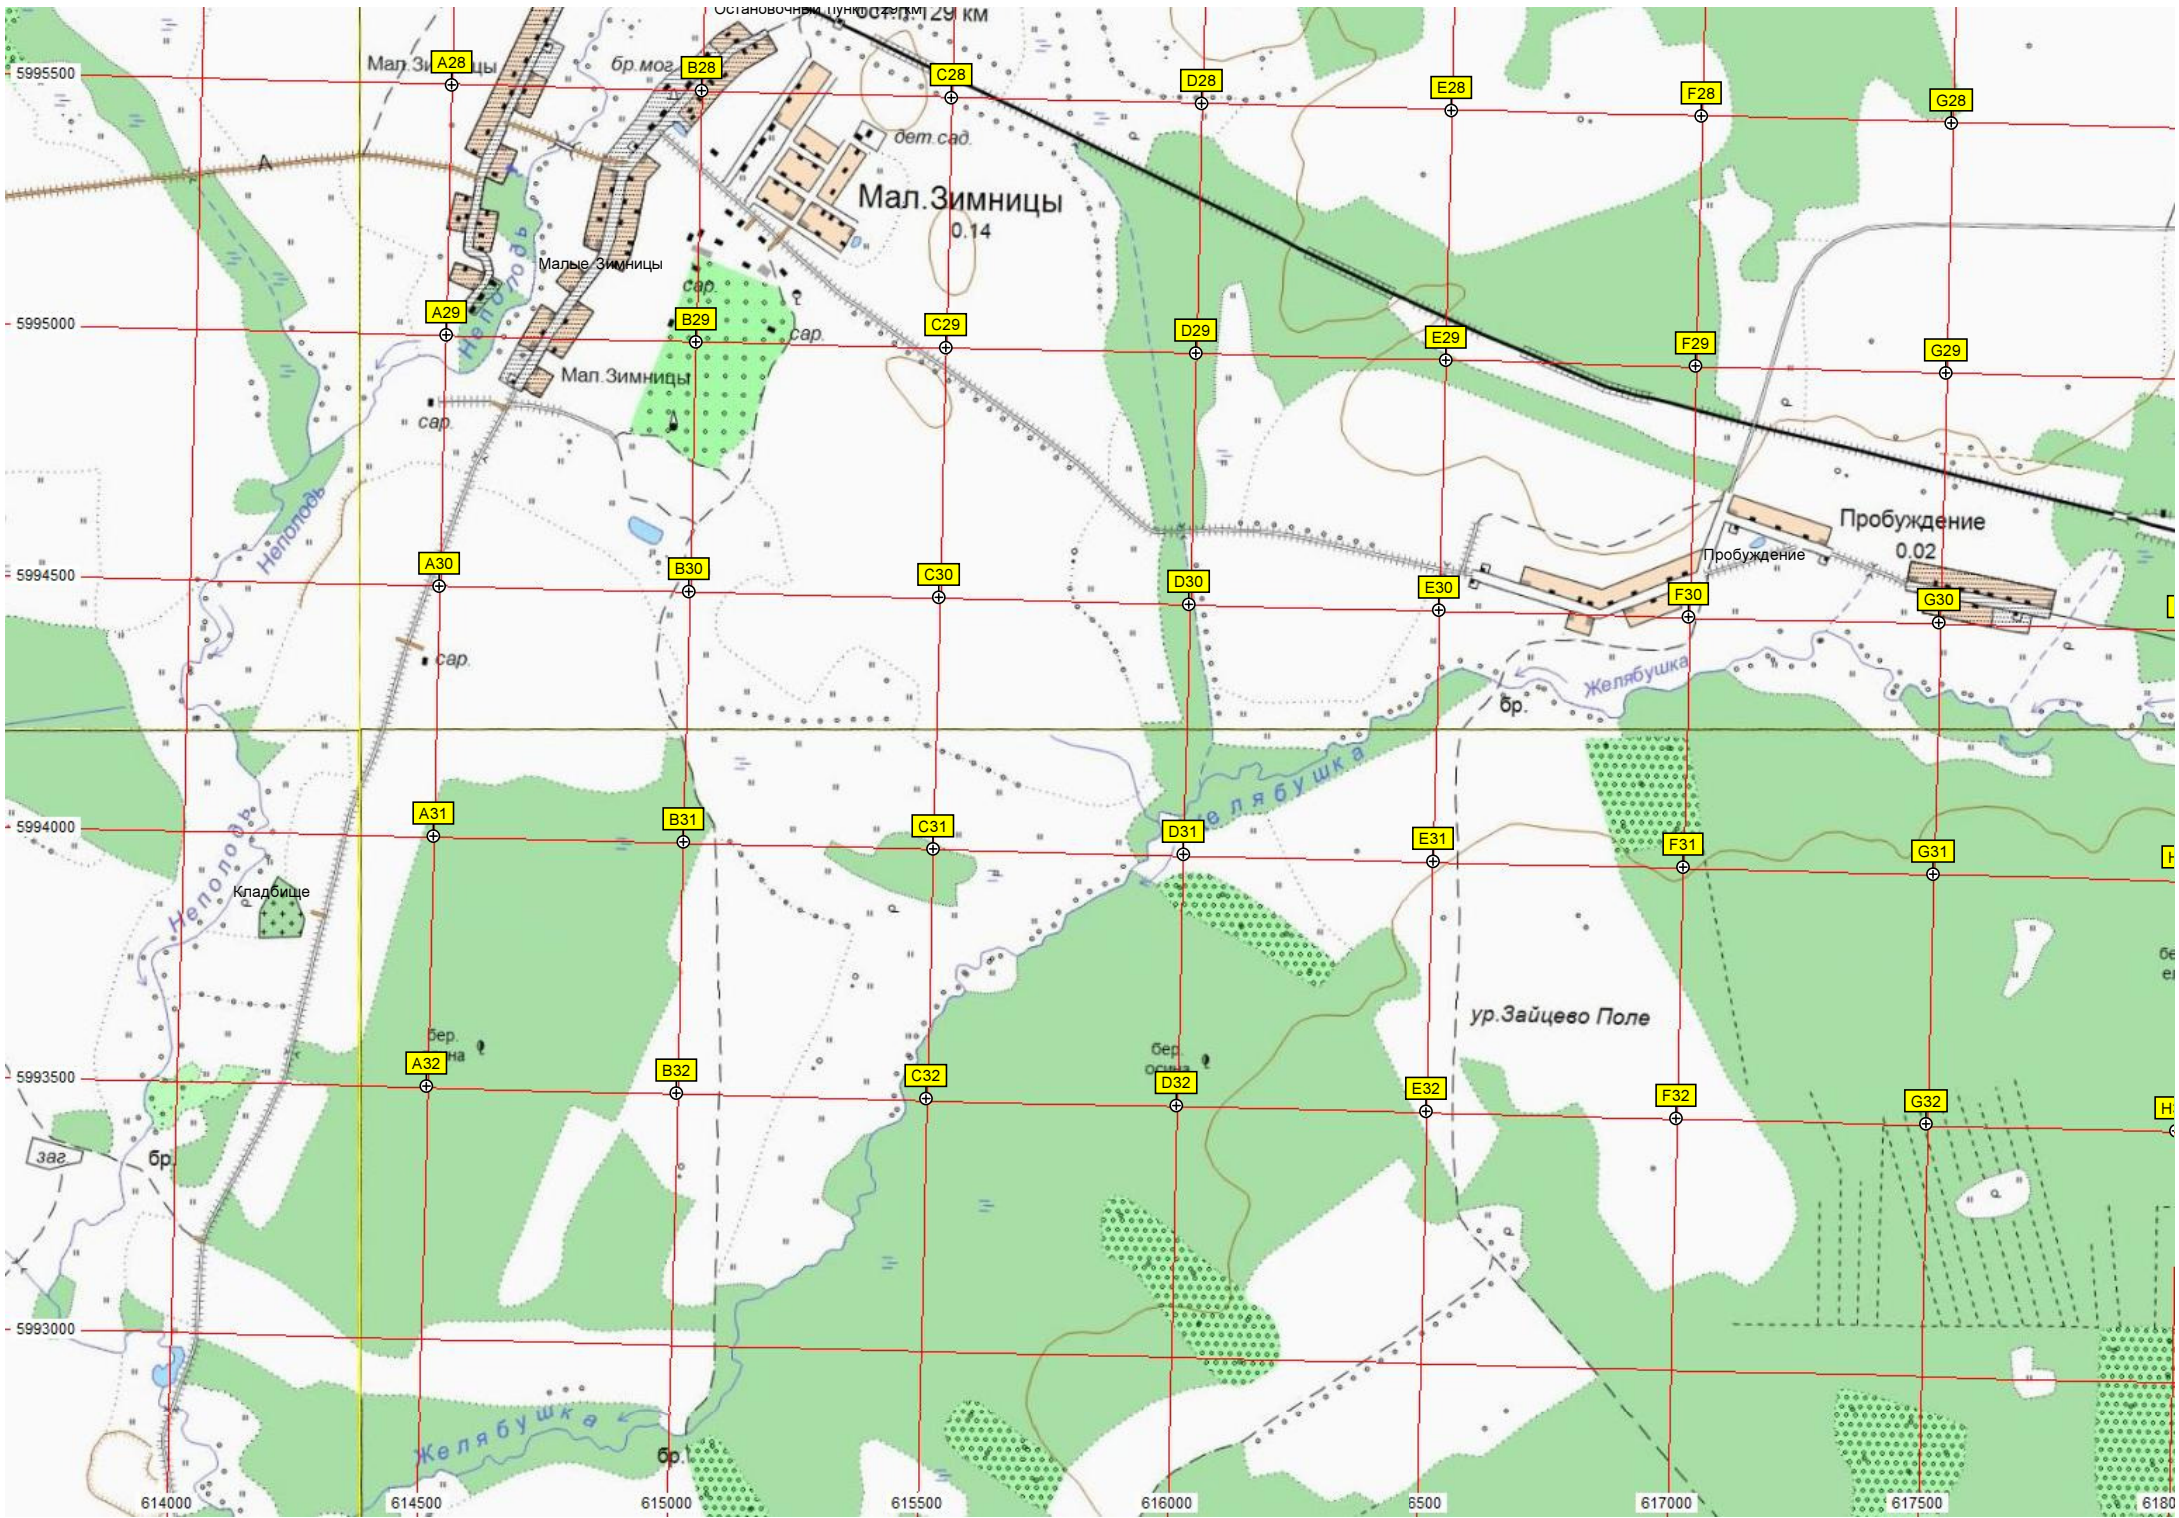 Остановочный пункт 129 км
ост.п.129 км
Мал.Зимницы
бр.мог.
A28
B28
C28
D28
E28
F28
G28
5995500
А
дет.сад.
Мал.Зимницы
0.14
Неполодь
Малые Зимницы
сар.
A29
B29
C29
D29
E29
F29
G29
5995000
сар.
Мал.Зимницы
сар.
Неполодь
Пробуждение
0.02
Пробуждение
A30
B30
C30
D30
E30
F30
G30
5994500
сар.
Желябушка
бр.
Желябушка
A31
B31
C31
D31
E31
F31
G31
5994000
Неполодь
Кладбище
ур.Зайцево Поле
бер.
бер.
осина
A32
B32
C32
D32
E32
F32
G32
5993500
заг.
бр.
5993000
Желябушка
бр.
614000
614500
615000
615500
616000
6500
617000
617500